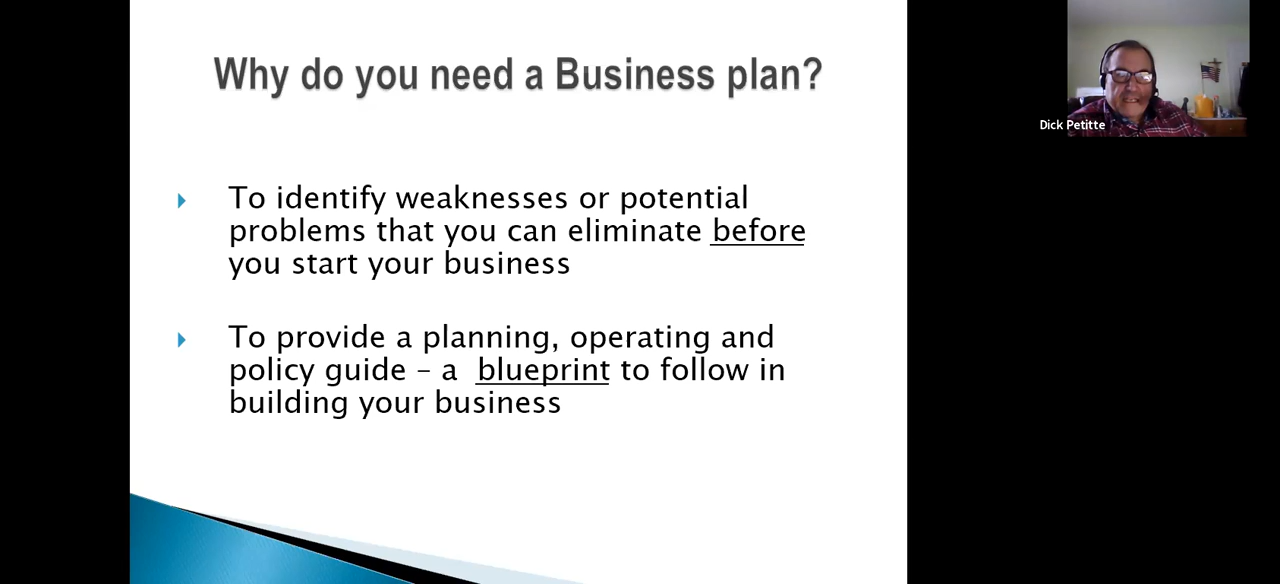 Why do you need a Business plan?
To identify weaknesses or potential
problems that you can eliminate before
you start your business
To provide a planning, operating and
policy guide – a blueprint to follow in
building your business
Dick Petitte